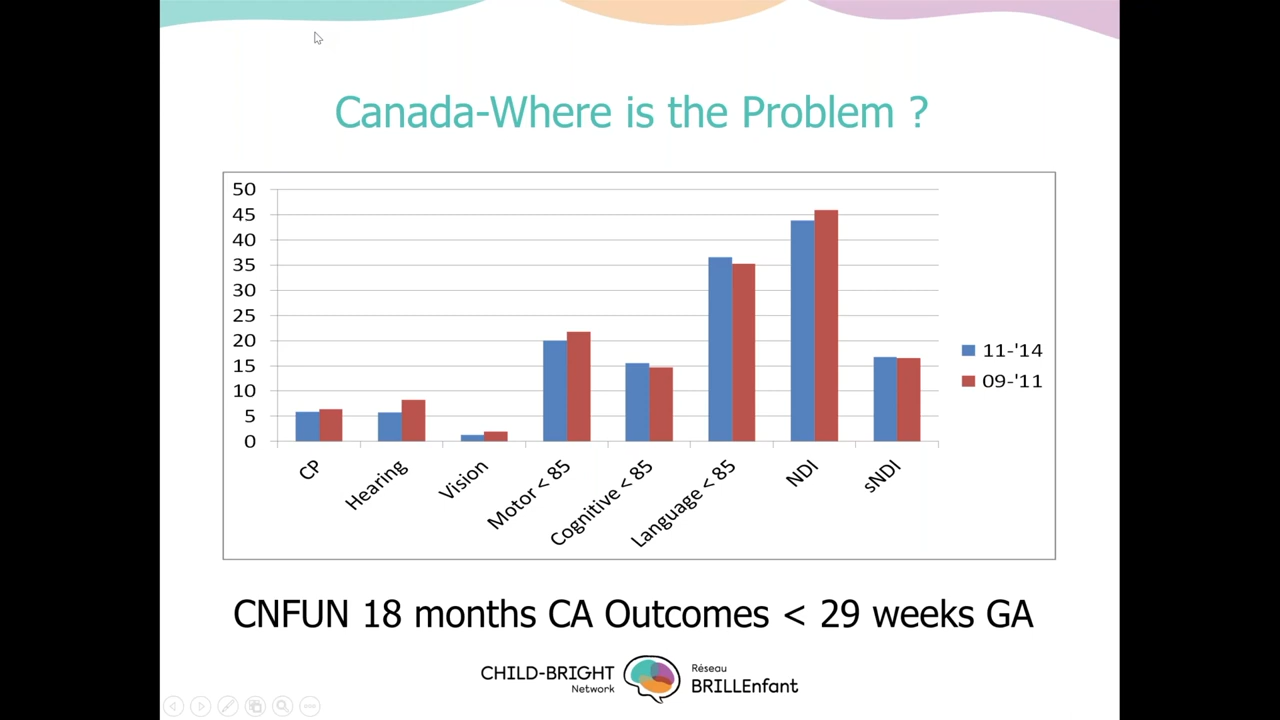 Canada-Where is the Problem ?
50
45
40
35
30
25
20
15
10
5
0
CP
Hearing
Vision
Motor < 85
Cognitive < 85
Language < 85
NDI
sNDI
11-'14
09-'11
CNFUN 18 months CA Outcomes < 29 weeks GA
CHILD-BRIGHT
Network
Réseau
BRILLEnfant